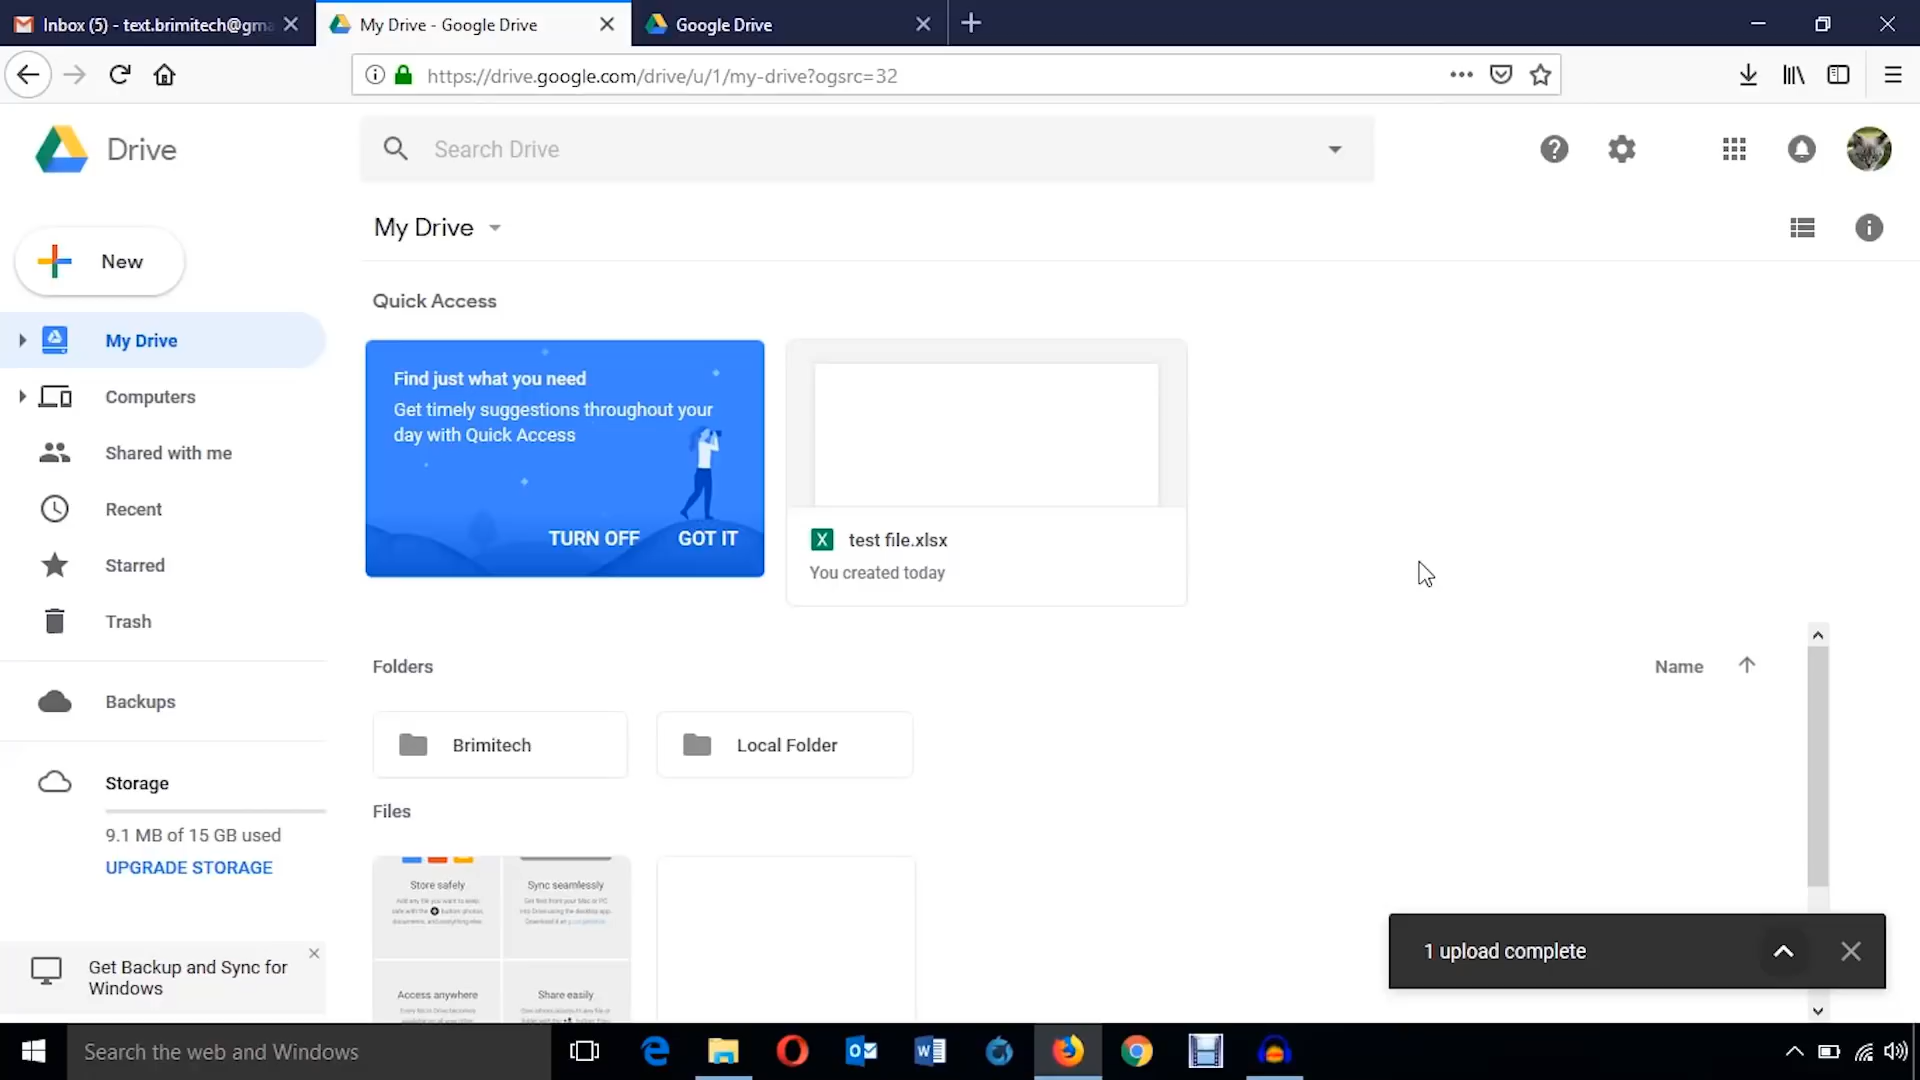 Inbox (5) - text.brimitech@gma
My Drive - Google Drive
Google Drive
https://drive.google.com/drive/u/1/my-drive?ogsrc=32
Drive
Search Drive
My Drive
New
Quick Access
My Drive
Computers
Shared with me
Recent
Starred
Trash
Backups
Storage
9.1 MB of 15 GB used
UPGRADE STORAGE
Get Backup and Sync for
Windows
Find just what you need
Get timely suggestions throughout your
day with Quick Access
TURN OFF GOT IT
X test file.xlsx
You created today
Folders
Name
Brimitech
Local Folder
Files
Store safely
Sync seamlessly
Access anywhere
Share easily
1 upload complete
Search the web and Windows